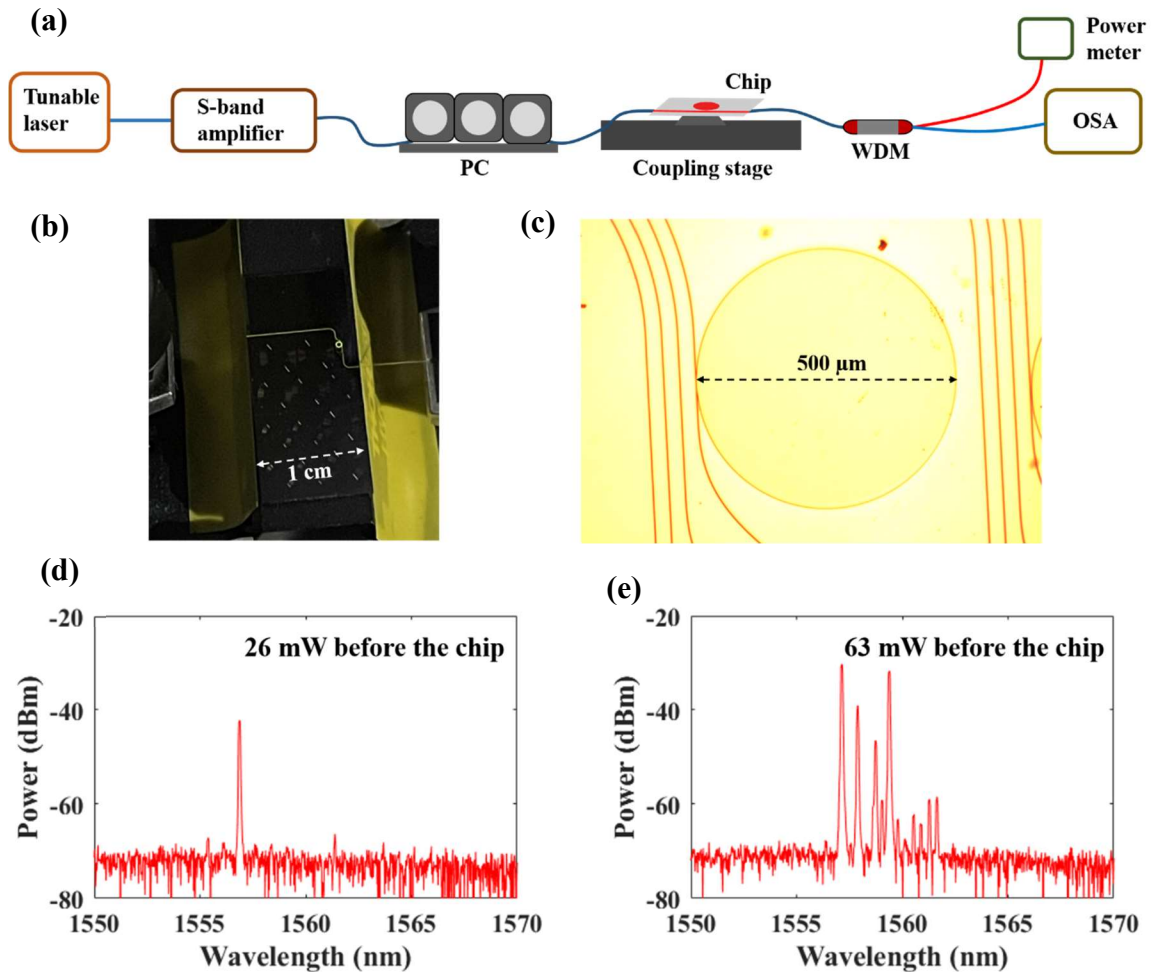 (a)
Tunable
laser
S-band
amplifier
PC
Chip
Coupling stage
WDM
Power
meter
OSA
(b)
1 cm
(c)
500 μm
(d)
26 mW before the chip
Power (dBm)
-20
-40
-60
-80
1550
1555
1560
1565
1570
Wavelength (nm)
(e)
63 mW before the chip
Power (dBm)
-20
-40
-60
-80
1550
1555
1560
1565
1570
Wavelength (nm)